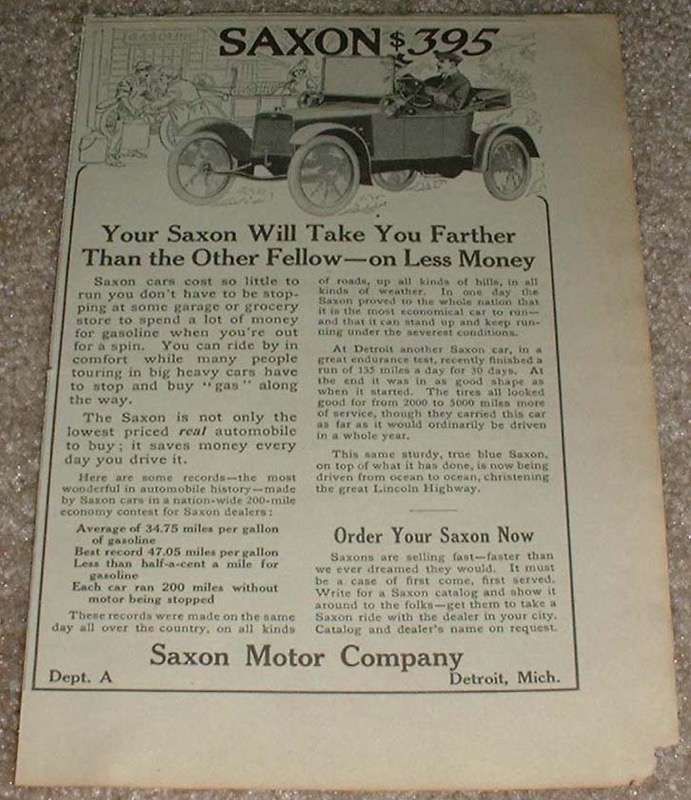 GASOLINE
SAXON $395
Your Saxon Will Take You Farther
Than the Other Fellow—on Less Money
Saxon cars cost so little to
run you don't have to be stop-
ping at some garage or grocery
store to spend a lot of money
for gasoline when you're out
for a spin. You can ride by in
comfort while many people
touring in big heavy cars have
to stop and buy "gas" along
the way.
The Saxon is not only the
lowest priced real automobile
to buy; it saves money every
day you drive it.
Here are some records—the most
wonderful in automobile history—made
by Saxon cars in a nation-wide 200-mile
economy contest for Saxon dealers:
Average of 34.75 miles per gallon
of gasoline
Best record 47.05 miles per gallon
Less than half-a-cent a mile for
gasoline
Each car ran 200 miles without
motor being stopped
These records were made on the same
day all over the country, on all kinds
of roads, up all kinds of hills, in all
kinds of weather. In one day the
Saxon proved to the whole nation that
it is the most economical car to run—
and that it can stand up and keep run-
ning under the severest conditions.
At Detroit another Saxon car, in a
great endurance test, recently finished a
run of 135 miles a day for 30 days. At
the end it was in as good shape as
when it started. The tires all looked
good for from 2000 to 5000 miles more
of service, though they carried this car
as far as it would ordinarily be driven
in a whole year.
This same sturdy, true blue Saxon,
on top of what it has done, is now being
driven from ocean to ocean, christening
the great Lincoln Highway.
Order Your Saxon Now
Saxons are selling fast—faster than
we ever dreamed they would. It must
be a case of first come, first served.
Write for a Saxon catalog and show it
around to the folks—get them to take a
Saxon ride with the dealer in your city.
Catalog and dealer's name on request.
Saxon Motor Company
Dept. A
Detroit, Mich.